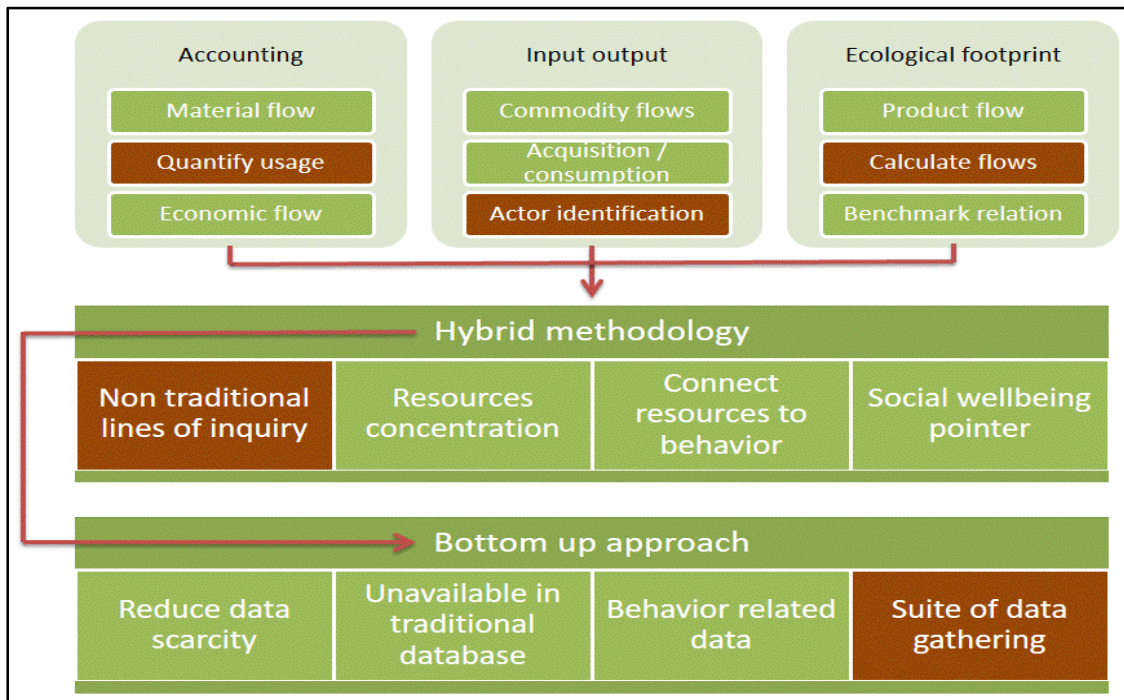 Accounting
Material flow
Quantify usage
Economic flow
Input output
Commodity flows
Acquisition /
consumption
Actor identification
Ecological footprint
Product flow
Calculate flows
Benchmark relation
Hybrid methodology
Non traditional
lines of inquiry
Resources
concentration
Connect
resources to
behavior
Social wellbeing
pointer
Bottom up approach
Reduce data
scarcity
Unavailable in
traditional
database
Behavior related
data
Suite of data
gathering